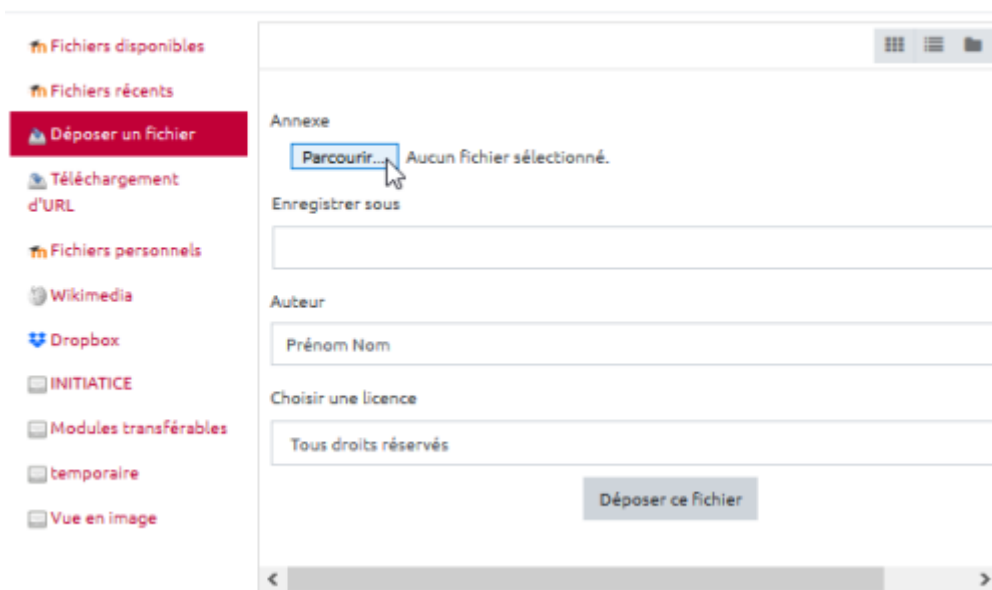 Fichiers disponibles
Fichiers récents
Déposer un fichier
Téléchargement
d'URL
Fichiers personnels
Wikimedia
Dropbox
INITIATICE
Modules transférables
temporaire
Vue en image
Annexe
Parcourir... Aucun fichier sélectionné.
Enregistrer sous
Auteur
Prénom Nom
Choisir une licence
Tous droits réservés
Déposer ce fichier